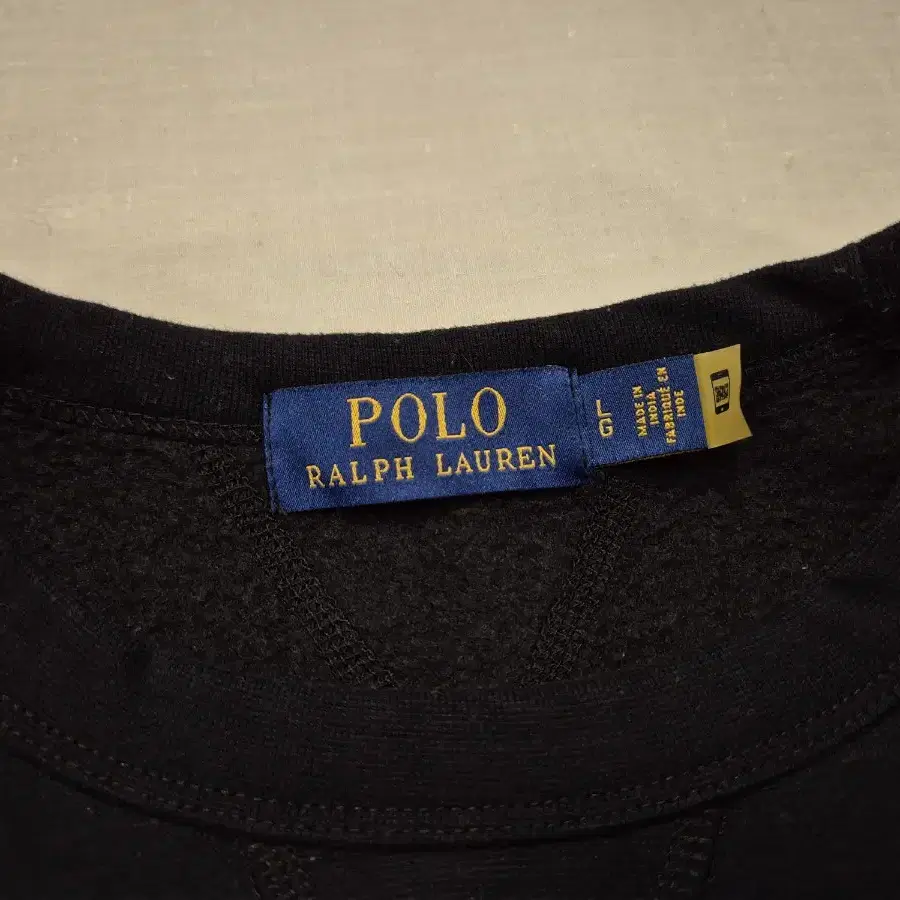 POLO
RALPH LAUREN
L
G
MADE IN
INDIA
FABRIQUÉ EN
INDE